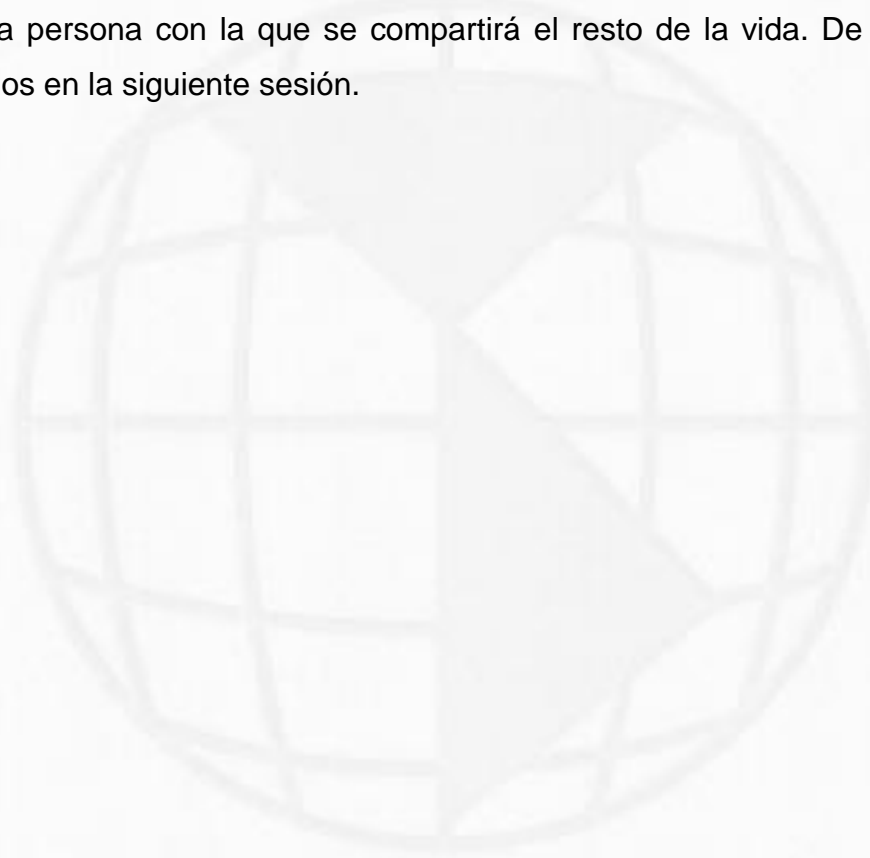 a persona con la que se compartirá el resto de la vida. De
os en la siguiente sesión.